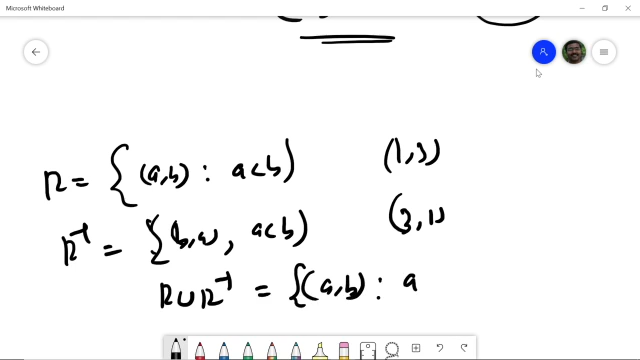 Microsoft Whiteboard
R = { (a,b) : a<b }
(1,3)
R⁻¹ = { (b,a), a<b }
(3,1)
R∪R⁻¹ = {(a,b) : a